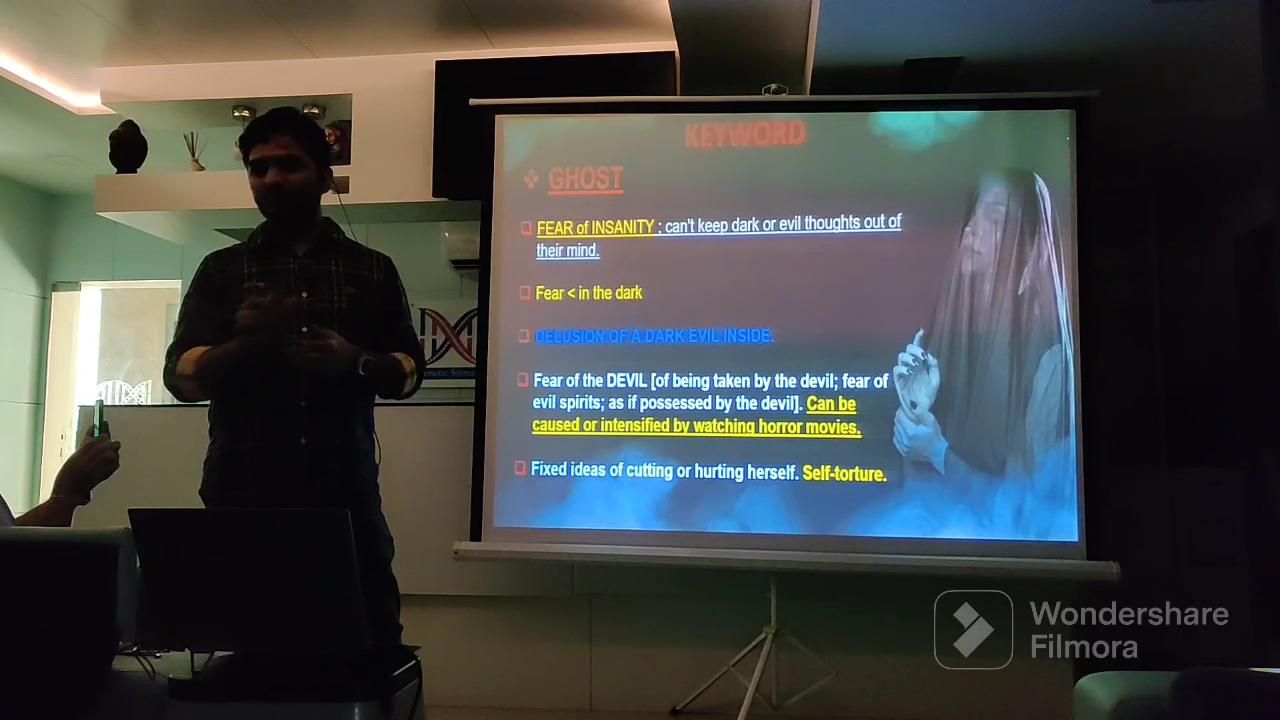 KEYWORD
GHOST
FEAR of INSANITY ; can't keep dark or evil thoughts out of
their mind.
Fear < in the dark
DELUSION OF A DARK EVIL INSIDE.
Fear of the DEVIL [of being taken by the devil; fear of
evil spirits; as if possessed by the devil]. Can be
caused or intensified by watching horror movies.
Fixed ideas of cutting or hurting herself. Self-torture.
Wondershare
Filmora